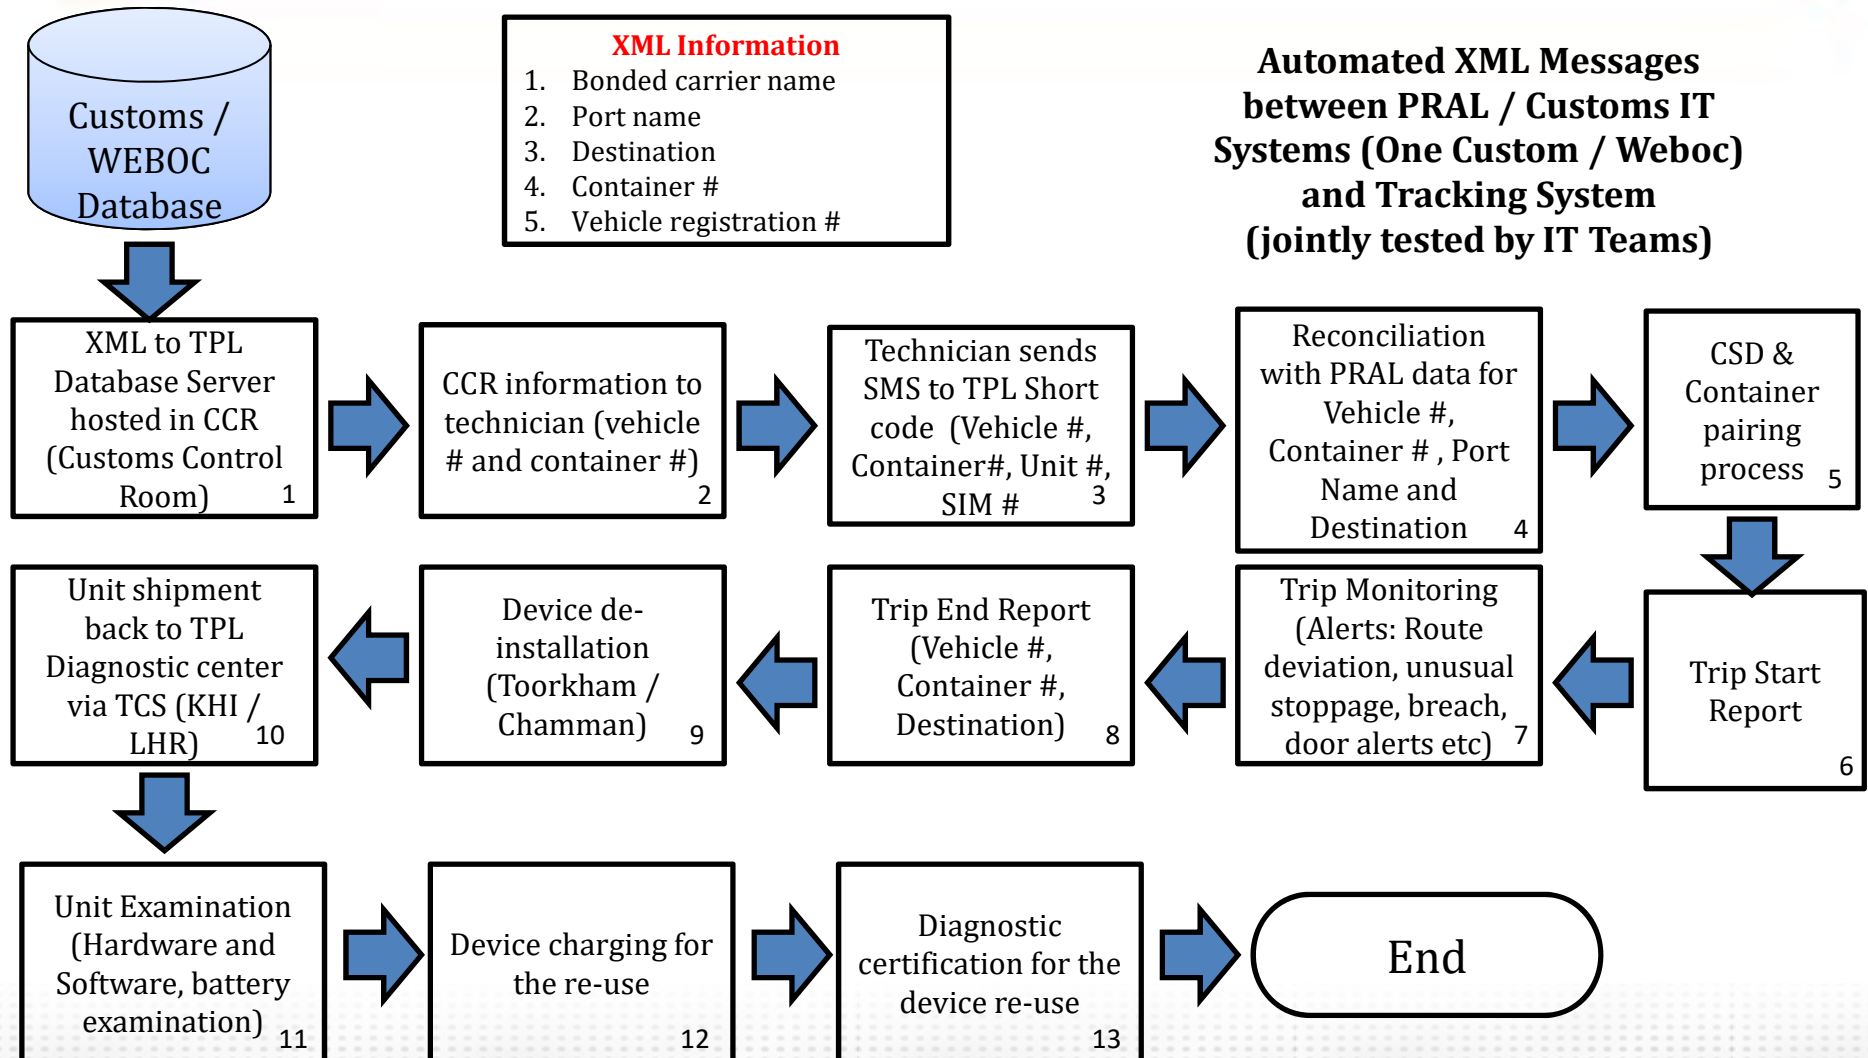 Customs /
WEBOC
Database
XML Information
1. Bonded carrier name
2. Port name
3. Destination
4. Container #
5. Vehicle registration #
Automated XML Messages
between PRAL / Customs IT
Systems (One Custom / Weboc)
and Tracking System
(jointly tested by IT Teams)
XML to TPL
Database Server
hosted in CCR
(Customs Control
Room)
1
CCR information to
technician (vehicle
# and container #)
2
Technician sends
SMS to TPL Short
code (Vehicle #,
Container#, Unit #,
SIM #
3
Reconciliation
with PRAL data for
Vehicle #,
Container # , Port
Name and
Destination
4
CSD &
Container
pairing
process
5
Trip Start
Report
6
Trip Monitoring
(Alerts: Route
deviation, unusual
stoppage, breach,
door alerts etc)
7
Trip End Report
(Vehicle #,
Container #,
Destination)
8
Device de-
installation
(Toorkham /
Chamman)
9
Unit shipment
back to TPL
Diagnostic center
via TCS (KHI /
LHR)
10
Unit Examination
(Hardware and
Software, battery
examination)
11
Device charging for
the re-use
12
Diagnostic
certification for the
device re-use
13
End